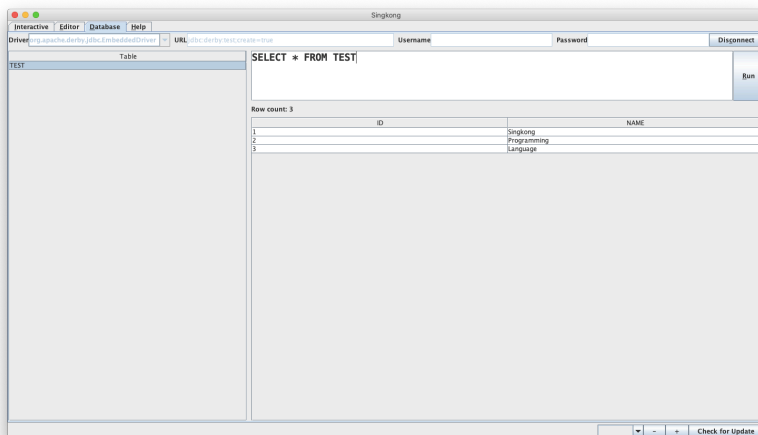 Singkong
Interactive Editor Database Help
Driver org.apache.derby.jdbc.EmbeddedDriver URL jdbc:derby:test;create=true Username Password Disconnect
Table
TEST
SELECT * FROM TEST
Run
Row count: 3
ID NAME
1 Singkong
2 Programming
3 Language
- + Check for Update